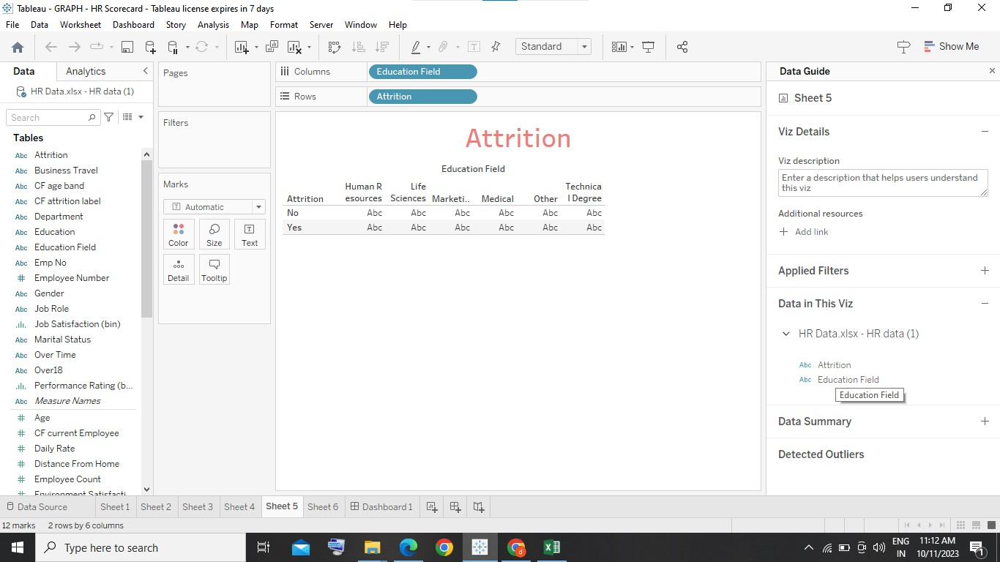 Tableau - GRAPH - HR Scorecard - Tableau license expires in 7 days
File Data Worksheet Dashboard Story Analysis Map Format Server Window Help
Standard
Show Me
Data Analytics
HR Data.xlsx - HR data (1)
Search
Tables
Abc Attrition
Abc Business Travel
Abc CF age band
Abc CF attrition label
Abc Department
Abc Education
Abc Education Field
Abc Emp No
# Employee Number
Abc Gender
Abc Job Role
Job Satisfaction (bin)
Abc Marital Status
Abc Over Time
Abc Over18
Performance Rating (b...
Abc Measure Names
# Age
# CF current Employee
# Daily Rate
# Distance From Home
# Employee Count
# Environment Satisfacti
Pages
Filters
Marks
T Automatic
Color Size Text
Detail Tooltip
Columns Education Field
Rows Attrition
Attrition
Education Field
Human R Life Technica
Attrition esources Sciences Marketi.. Medical Other l Degree
No Abc Abc Abc Abc Abc Abc
Yes Abc Abc Abc Abc Abc Abc
Data Guide
Sheet 5
Viz Details
Viz description
Enter a description that helps users understand
this viz
Additional resources
Add link
Applied Filters
Data in This Viz
HR Data.xlsx - HR data (1)
Abc Attrition
Abc Education Field
Education Field
Data Summary
Detected Outliers
Data Source Sheet 1 Sheet 2 Sheet 3 Sheet 4 Sheet 5 Sheet 6 Dashboard 1
12 marks 2 rows by 6 columns
Type here to search
ENG 11:12 AM
IN 10/11/2023
1